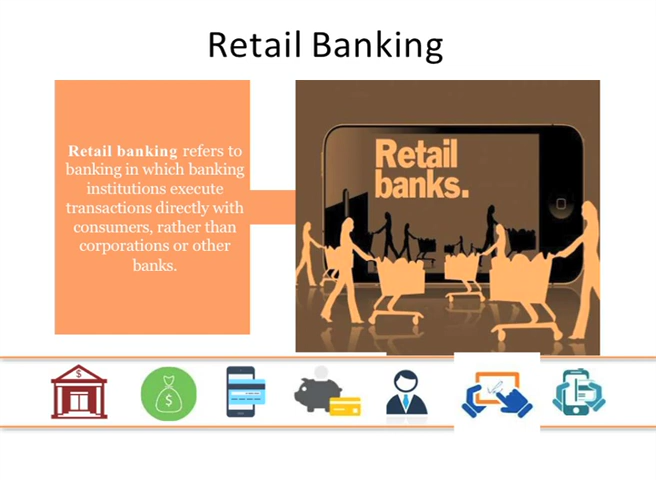 Retail Banking
Retail banking refers to
banking in which banking
institutions execute
transactions directly with
consumers, rather than
corporations or other
banks.
Retail
banks.
$
$